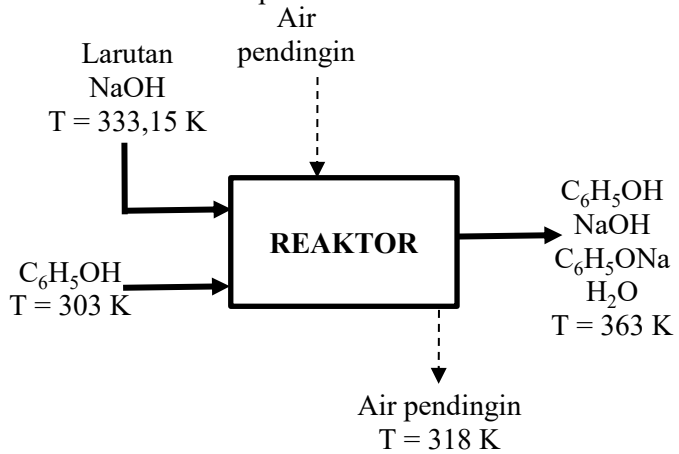 Air
pendingin
Larutan
NaOH
T = 333,15 K
C₆H₅OH
T = 303 K
REAKTOR
C₆H₅OH
NaOH
C₆H₅ONa
H₂O
T = 363 K
Air pendingin
T = 318 K